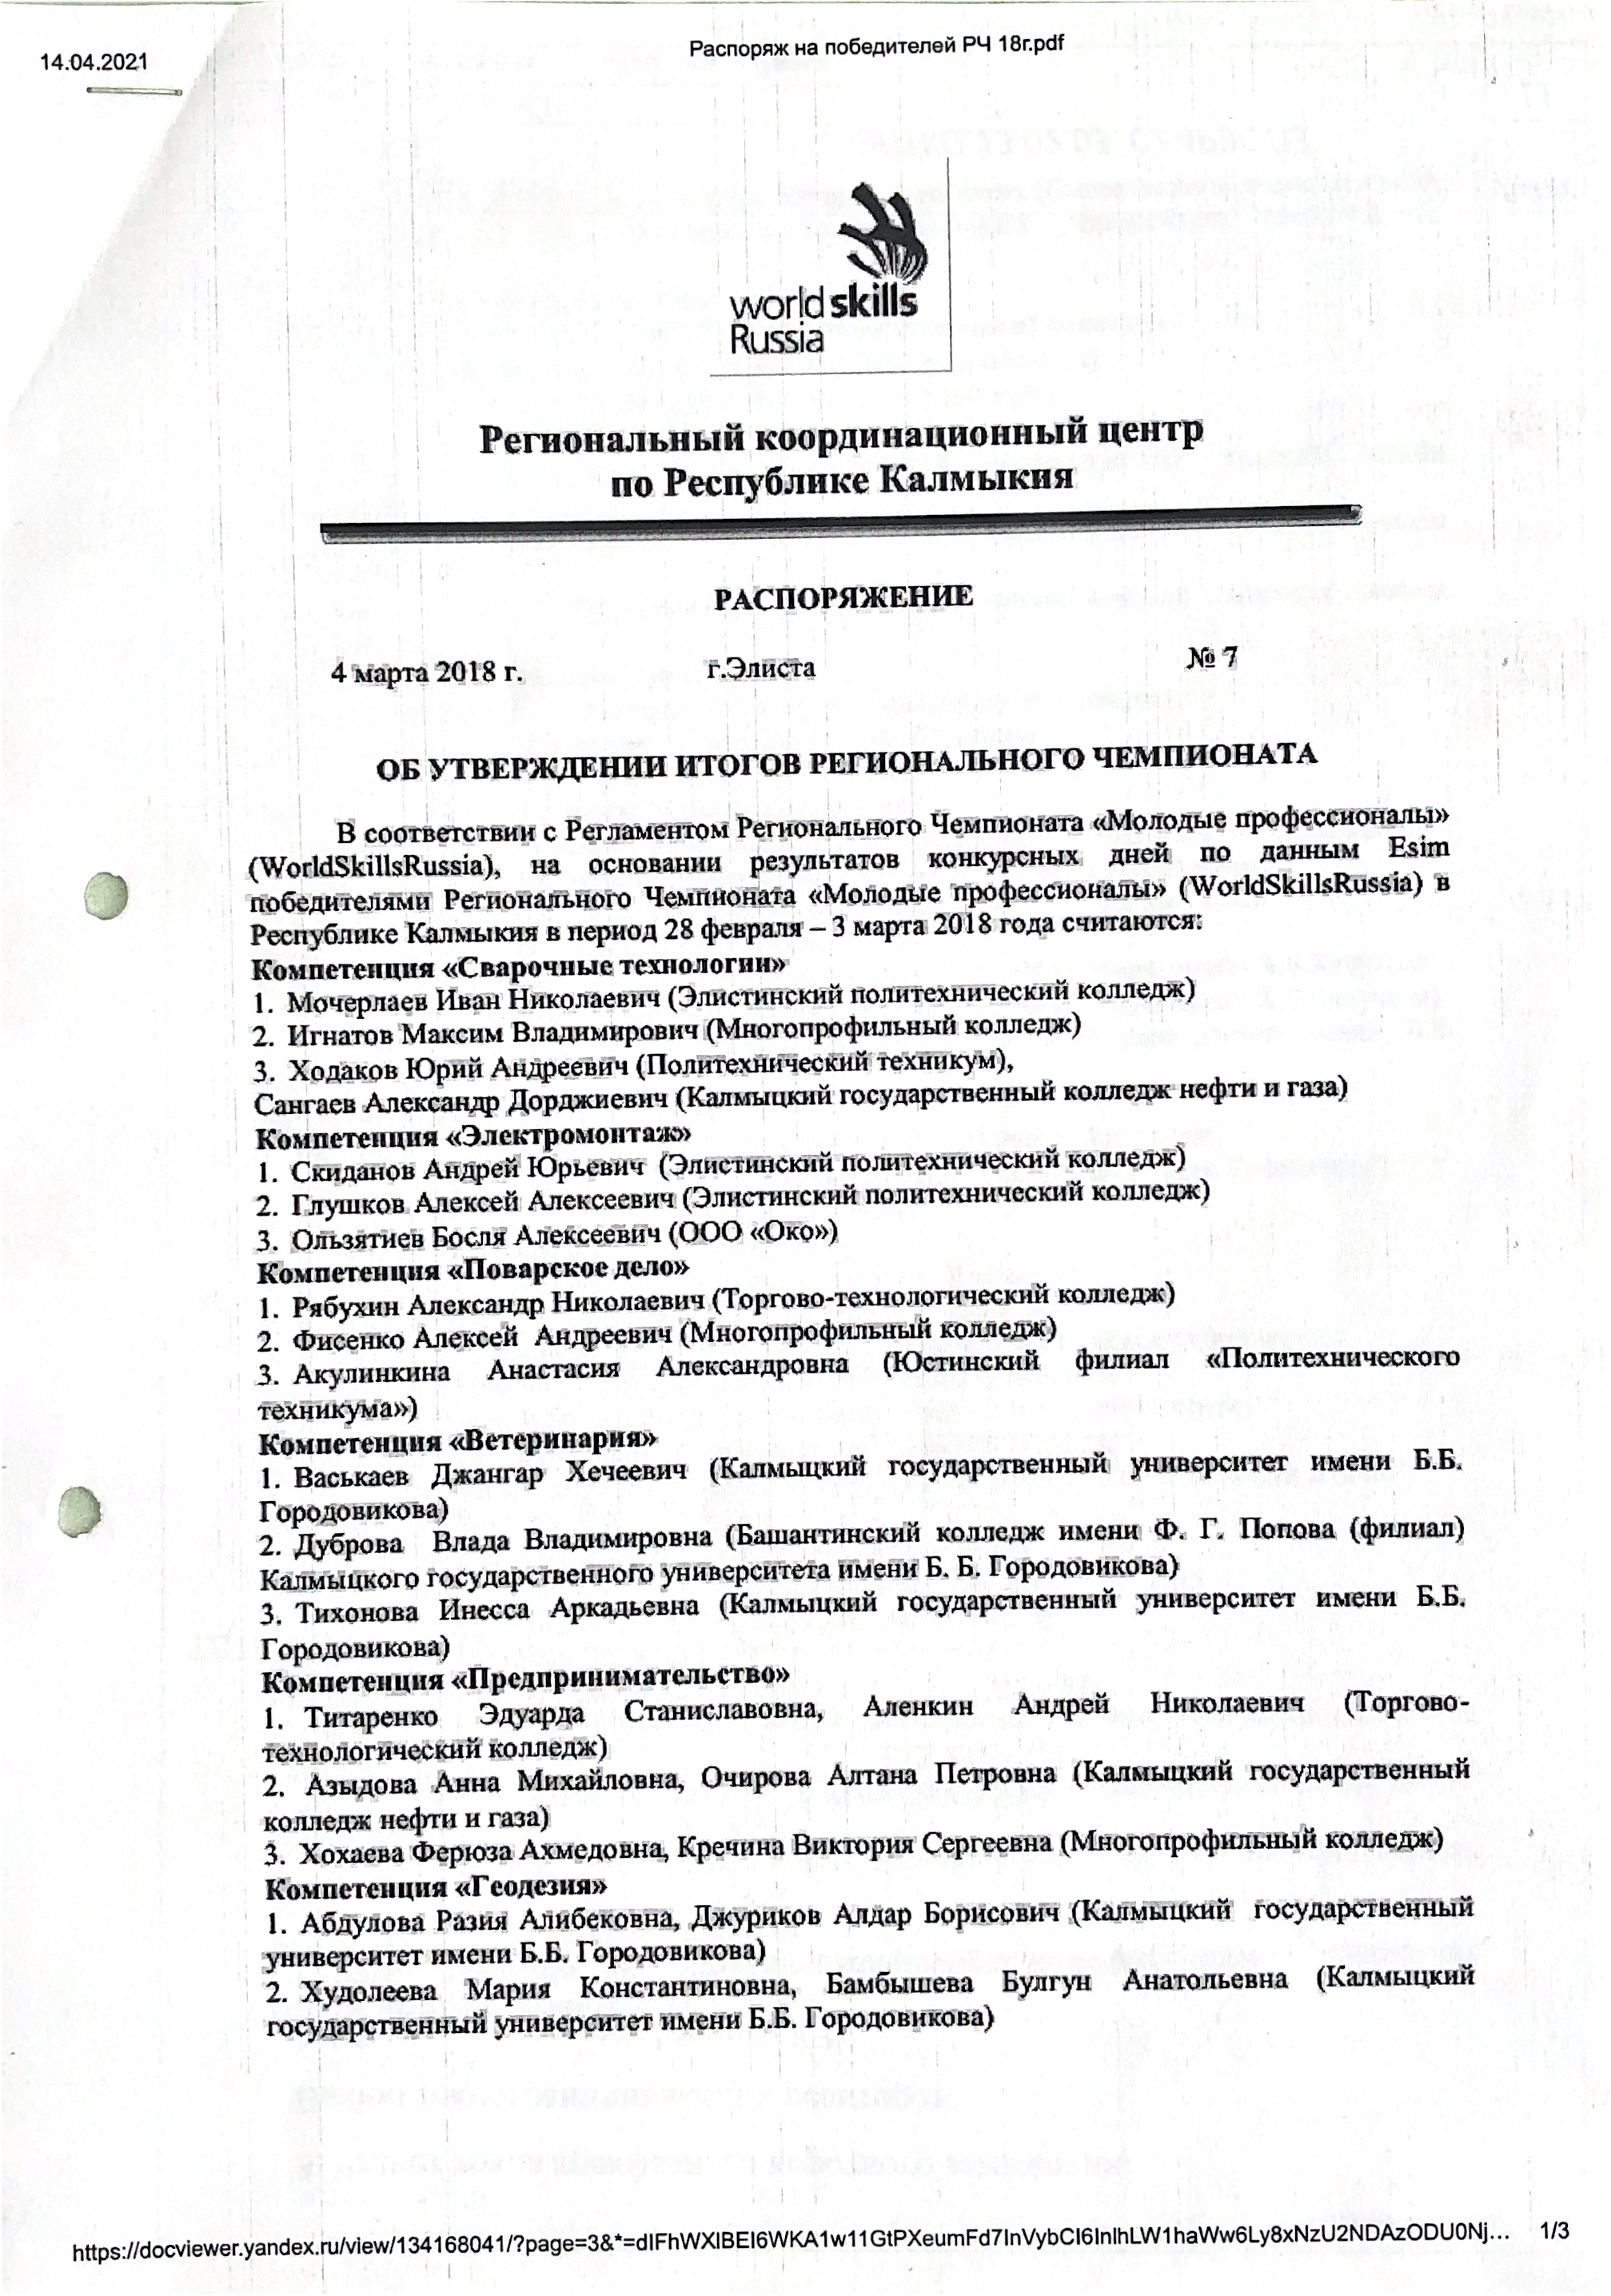 14.04.2021
Распоряж на победителей РЧ 18г.pdf
worldskills
Russia
Региональный координационный центр
по Республике Калмыкия
РАСПОРЯЖЕНИЕ
4 марта 2018 г. г.Элиста № 7
ОБ УТВЕРЖДЕНИИ ИТОГОВ РЕГИОНАЛЬНОГО ЧЕМПИОНАТА
В соответствии с Регламентом Регионального Чемпионата «Молодые профессионалы»
(WorldSkillsRussia), на основании результатов конкурсных дней по данным Esim
победителями Регионального Чемпионата «Молодые профессионалы» (WorldSkillsRussia) в
Республике Калмыкия в период 28 февраля – 3 марта 2018 года считаются:
Компетенция «Сварочные технологии»
1. Мочерлаев Иван Николаевич (Элистинский политехнический колледж)
2. Игнатов Максим Владимирович (Многопрофильный колледж)
3. Ходаков Юрий Андреевич (Политехнический техникум),
Сангаев Александр Дорджиевич (Калмыцкий государственный колледж нефти и газа)
Компетенция «Электромонтаж»
1. Скиданов Андрей Юрьевич (Элистинский политехнический колледж)
2. Глушков Алексей Алексеевич (Элистинский политехнический колледж)
3. Ользятиев Босля Алексеевич (ООО «Око»)
Компетенция «Поварское дело»
1. Рябухин Александр Николаевич (Торгово-технологический колледж)
2. Фисенко Алексей Андреевич (Многопрофильный колледж)
3. Акулинкина Анастасия Александровна (Юстинский филиал «Политехнического
техникума»)
Компетенция «Ветеринария»
1. Васькаев Джангар Хечеевич (Калмыцкий государственный университет имени Б.Б.
Городовикова)
2. Дуброва Влада Владимировна (Башантинский колледж имени Ф. Г. Попова (филиал)
Калмыцкого государственного университета имени Б. Б. Городовикова)
3. Тихонова Инесса Аркадьевна (Калмыцкий государственный университет имени Б.Б.
Городовикова)
Компетенция «Предпринимательство»
1. Титаренко Эдуарда Станиславовна, Аленкин Андрей Николаевич (Торгово-
технологический колледж)
2. Азыдова Анна Михайловна, Очирова Алтана Петровна (Калмыцкий государственный
колледж нефти и газа)
3. Хохаева Ферюза Ахмедовна, Кречина Виктория Сергеевна (Многопрофильный колледж)
Компетенция «Геодезия»
1. Абдулова Разия Алибековна, Джуриков Алдар Борисович (Калмыцкий государственный
университет имени Б.Б. Городовикова)
2. Худолеева Мария Константиновна, Бамбышева Булгун Анатольевна (Калмыцкий
государственный университет имени Б.Б. Городовикова)
https://docviewer.yandex.ru/view/134168041/?page=3&*=dIFhWXlBEI6WKA1w11GtPXeumFd7InVybCI6InlhLW1haWw6Ly8xNzU2NDAzODU0Nj... 1/3